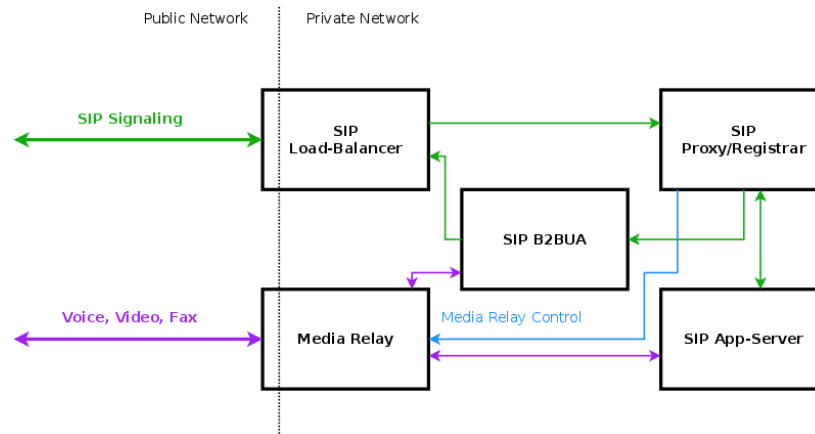 Public Network
Private Network
SIP Signaling
SIP
Load-Balancer
SIP
Proxy/Registrar
SIP B2BUA
Voice, Video, Fax
Media Relay
Media Relay Control
SIP App-Server